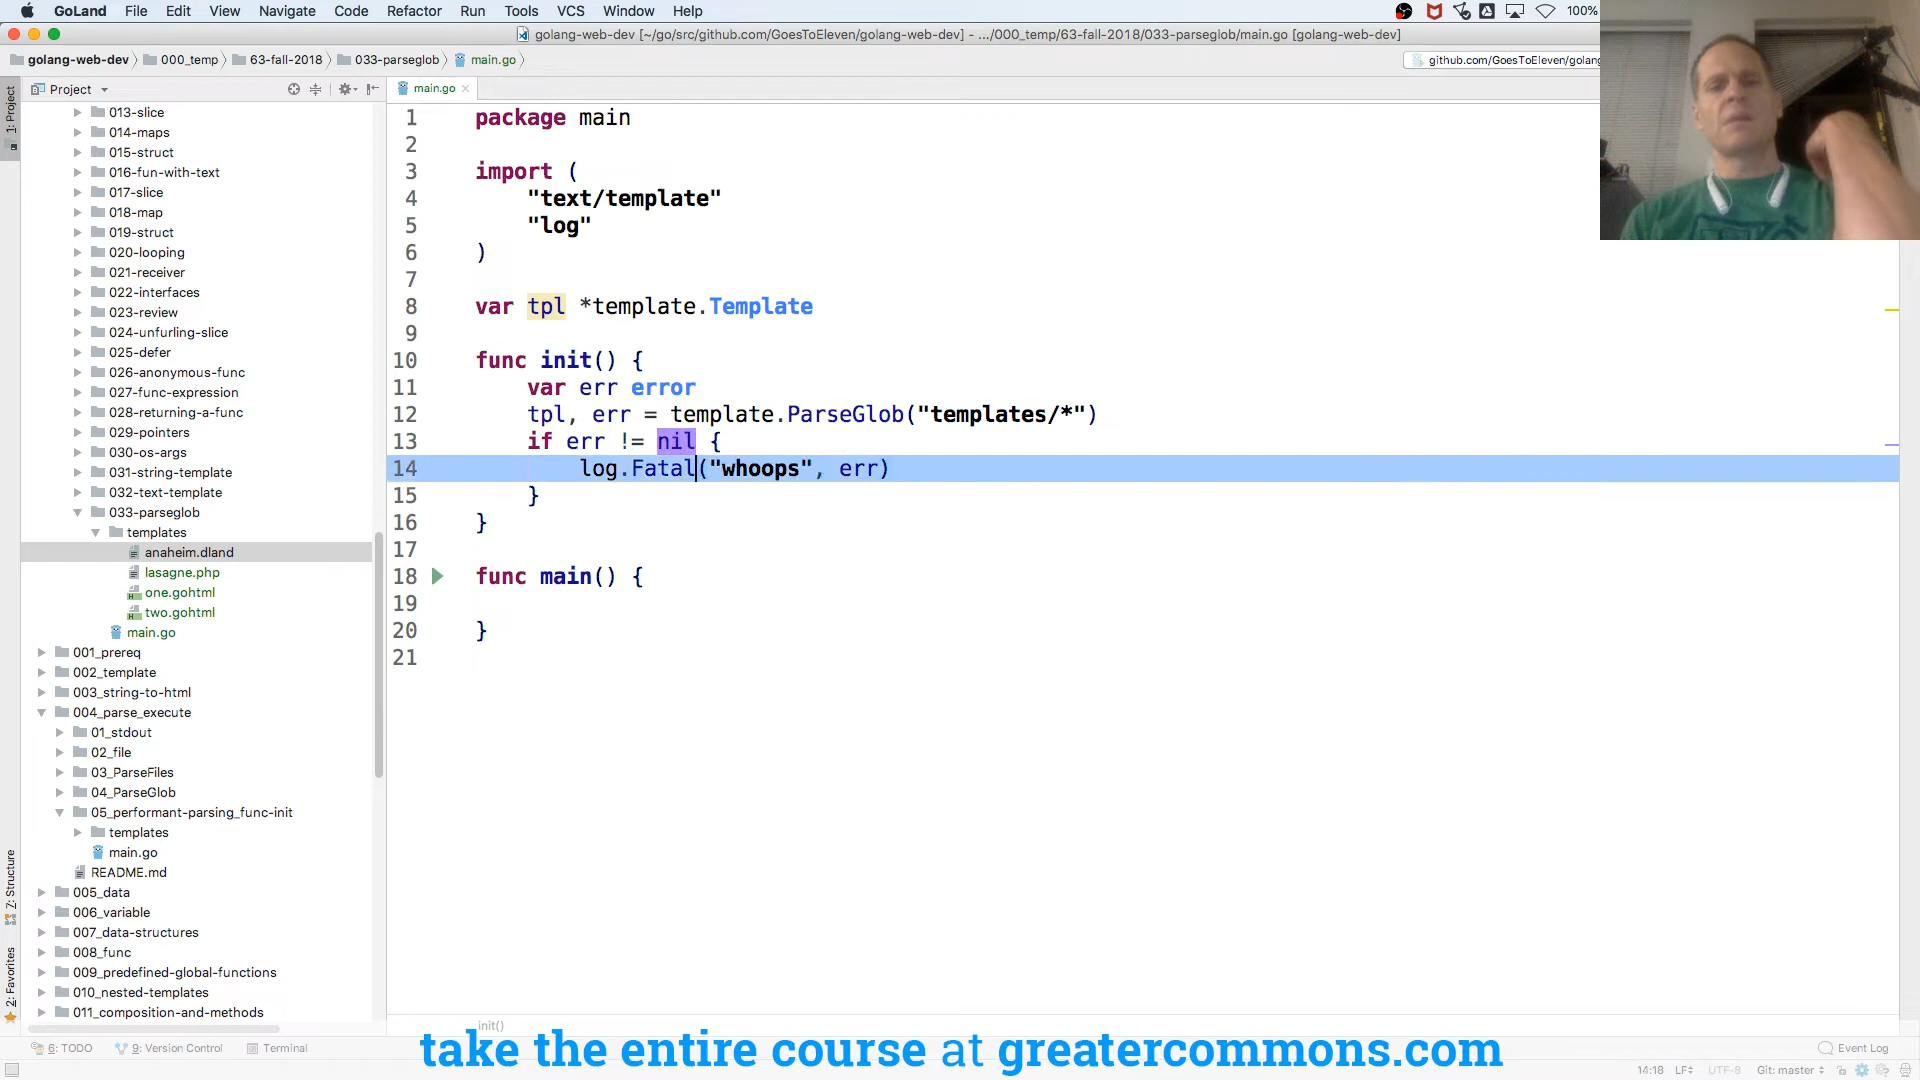 GoLand File Edit View Navigate Code Refactor Run Tools VCS Window Help 100%
golang-web-dev [~/go/src/github.com/GoesToEleven/golang-web-dev] - .../000_temp/63-fall-2018/033-parseglob/main.go [golang-web-dev]
golang-web-dev 000_temp 63-fall-2018 033-parseglob main.go github.com/GoesToEleven/golang
Project main.go
1: Project
013-slice
014-maps
015-struct
016-fun-with-text
017-slice
018-map
019-struct
020-looping
021-receiver
022-interfaces
023-review
024-unfurling-slice
025-defer
026-anonymous-func
027-func-expression
028-returning-a-func
029-pointers
030-os-args
031-string-template
032-text-template
033-parseglob
templates
anaheim.dland
lasagne.php
one.gohtml
two.gohtml
main.go
001_prereq
002_template
003_string-to-html
004_parse_execute
01_stdout
02_file
03_ParseFiles
04_ParseGlob
05_performant-parsing_func-init
templates
main.go
README.md
005_data
006_variable
007_data-structures
008_func
009_predefined-global-functions
010_nested-templates
011_composition-and-methods
7: Structure
2: Favorites
1 package main
2
3 import (
4 "text/template"
5 "log"
6 )
7
8 var tpl *template.Template
9
10 func init() {
11 var err error
12 tpl, err = template.ParseGlob("templates/*")
13 if err != nil {
14 log.Fatal("whoops", err)
15 }
16 }
17
18 func main() {
19
20 }
21
init()
take the entire course at greatercommons.com
6: TODO 9: Version Control Terminal Event Log
14:18 LF UTF-8 Git: master